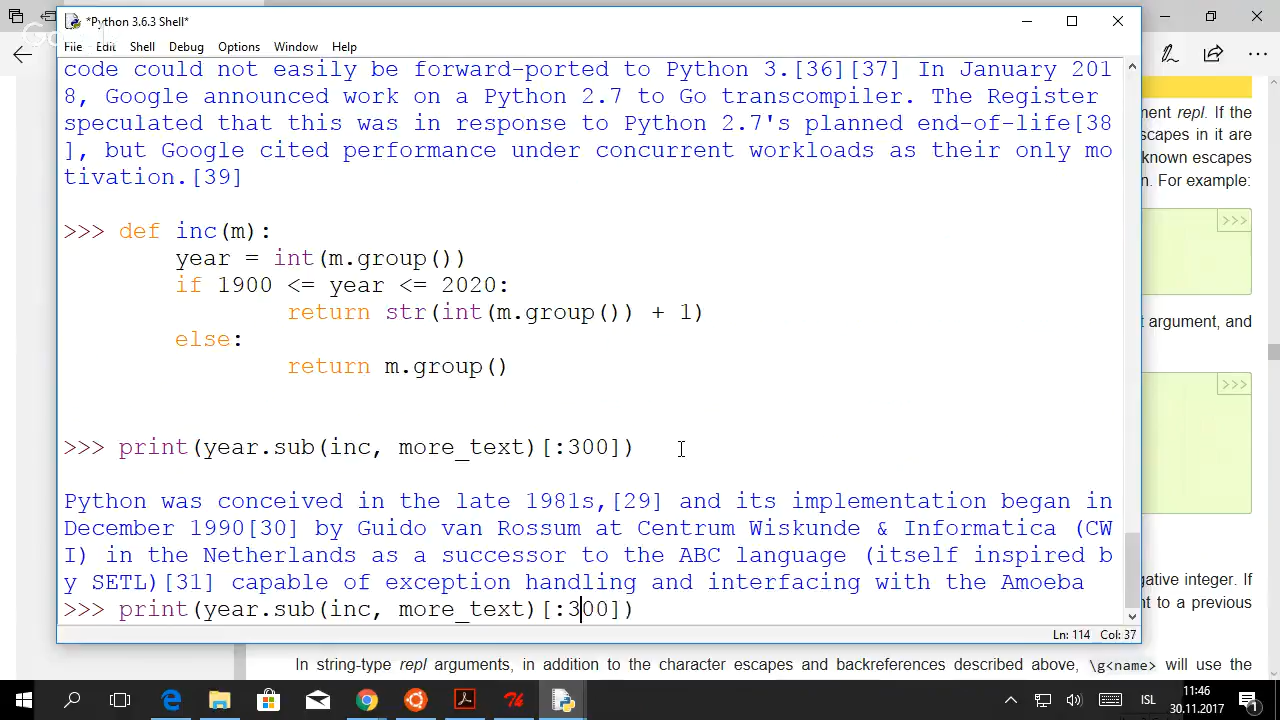 *Python 3.6.3 Shell*
Google
File Edit Shell Debug Options Window Help
code could not easily be forward-ported to Python 3.[36][37] In January 201
8, Google announced work on a Python 2.7 to Go transcompiler. The Register
speculated that this was in response to Python 2.7's planned end-of-life[38
], but Google cited performance under concurrent workloads as their only mo
tivation.[39]
>>> def inc(m):
year = int(m.group())
if 1900 <= year <= 2020:
return str(int(m.group()) + 1)
else:
return m.group()
>>> print(year.sub(inc, more_text)[:300])
Python was conceived in the late 1981s,[29] and its implementation began in
December 1990[30] by Guido van Rossum at Centrum Wiskunde & Informatica (CW
I) in the Netherlands as a successor to the ABC language (itself inspired b
y SETL)[31] capable of exception handling and interfacing with the Amoeba
>>> print(year.sub(inc, more_text)[:300])
Ln: 114 Col: 37
ment repl. If the
scapes in it are
known escapes
n. For example:
>>>
t argument, and
>>>
gative integer. If
nt to a previous
In string-type repl arguments, in addition to the character escapes and backreferences described above, \g<name> will use the
ISL
11:46
30.11.2017
1